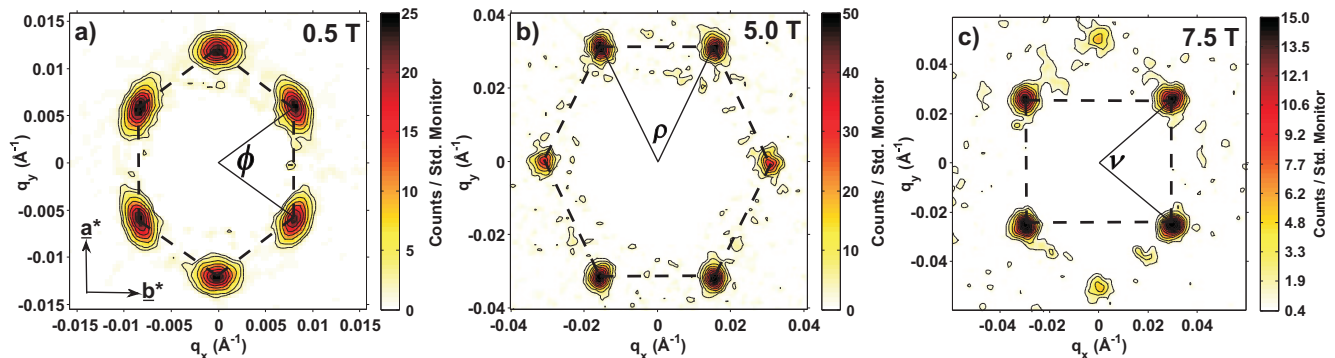 a)
0.5 T
0.015
0.01
0.005
0
-0.005
-0.01
-0.015
q_y (Å⁻¹)
ϕ
a*
b*
-0.015 -0.01 -0.005 0 0.005 0.01 0.015
q_x (Å⁻¹)
25
20
15
10
5
0
Counts / Std. Monitor
b)
5.0 T
0.04
0.02
0
-0.02
-0.04
q_y (Å⁻¹)
ρ
-0.04 -0.02 0 0.02 0.04
q_x (Å⁻¹)
50
40
30
20
10
0
Counts / Std. Monitor
c)
7.5 T
0.04
0.02
0
-0.02
-0.04
q_y (Å⁻¹)
ν
-0.04 -0.02 0 0.02 0.04
q_x (Å⁻¹)
15.0
13.5
12.1
10.6
9.2
7.7
6.2
4.8
3.3
1.9
0.4
Counts / Std. Monitor